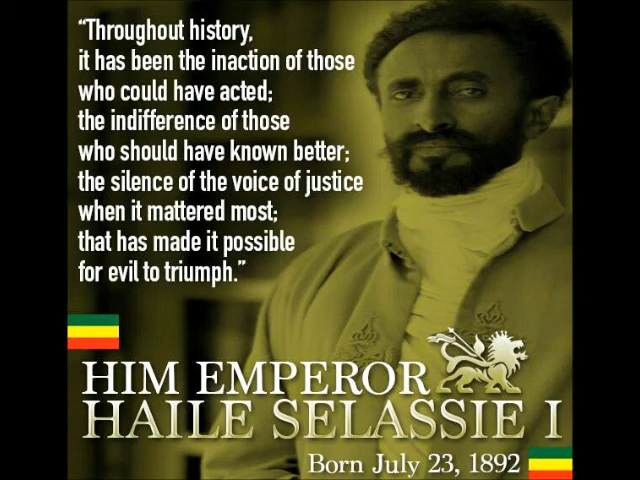 “Throughout history,
it has been the inaction of those
who could have acted;
the indifference of those
who should have known better;
the silence of the voice of justice
when it mattered most;
that has made it possible
for evil to triumph.”
HIM EMPEROR
HAILE SELASSIE I
Born July 23, 1892